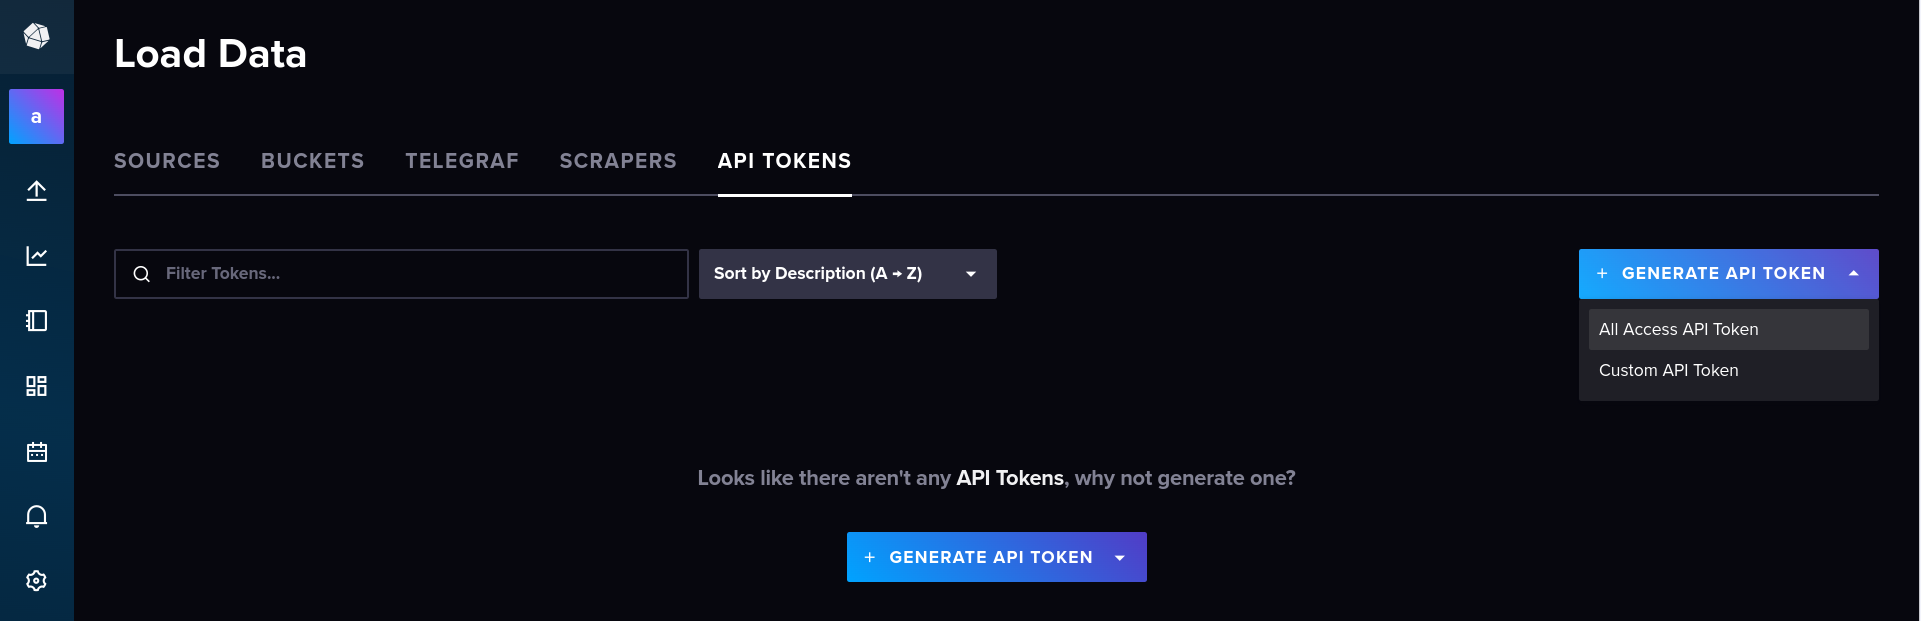 Load Data
a
SOURCES BUCKETS TELEGRAF SCRAPERS API TOKENS
Filter Tokens... Sort by Description (A → Z) + GENERATE API TOKEN
All Access API Token
Custom API Token
Looks like there aren't any API Tokens, why not generate one?
+ GENERATE API TOKEN